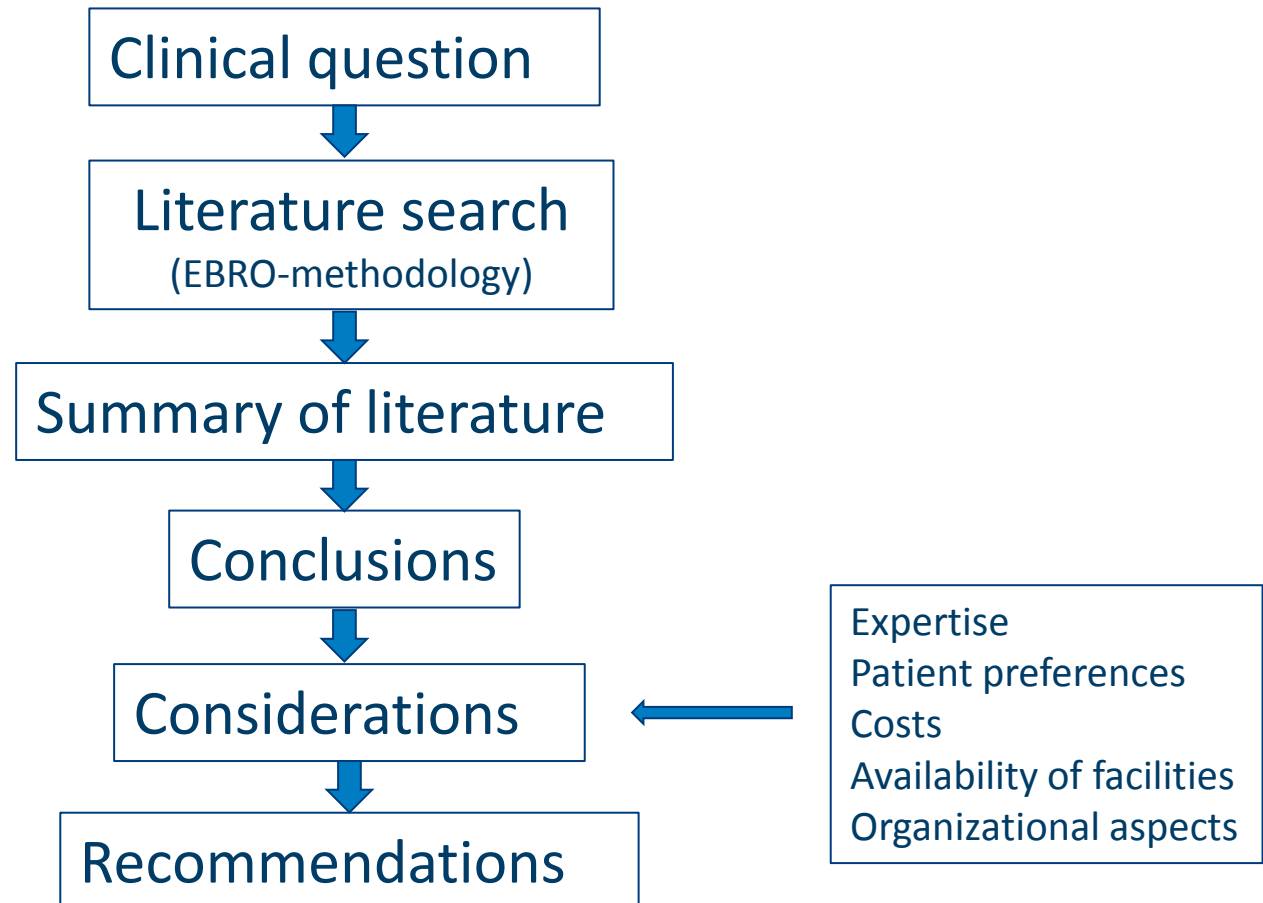 Clinical question
Literature search
(EBRO-methodology)
Summary of literature
Conclusions
Considerations
Expertise
Patient preferences
Costs
Availability of facilities
Organizational aspects
Recommendations